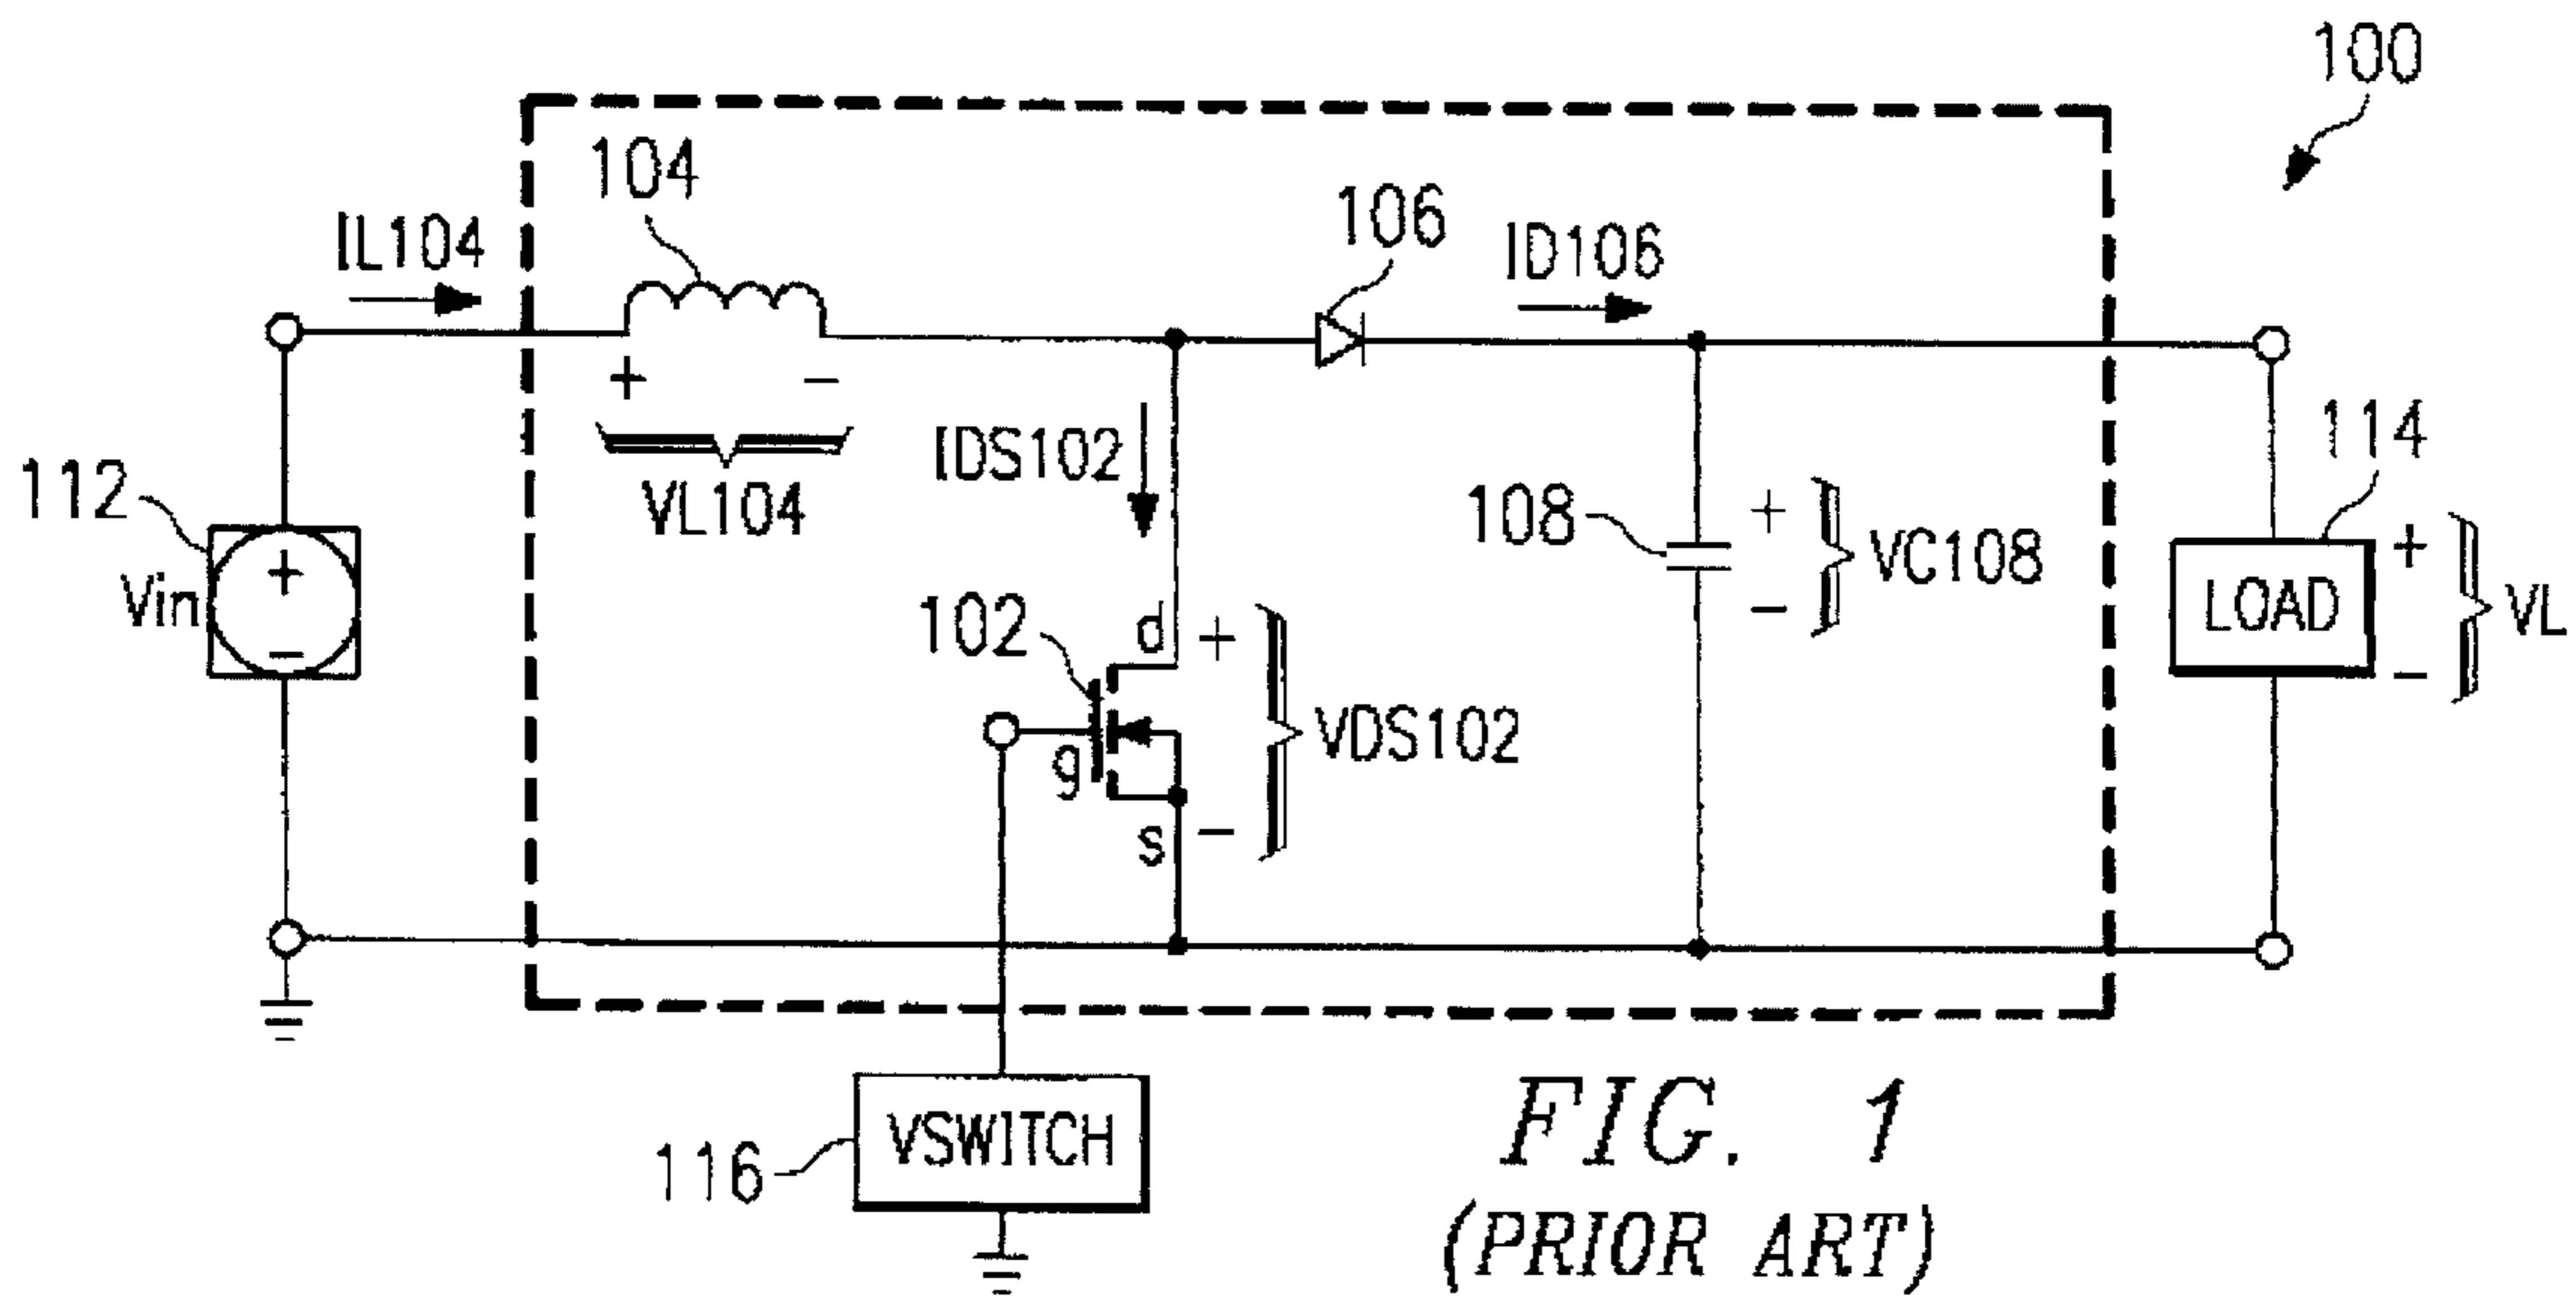 100
104
106
IL104
ID106
+ −
IDS102
114
112
VL104
108
+
−
VC108
Vin
+
−
102
d
+
LOAD
+
−
VL
g
VDS102
s
−
VSWITCH
116
FIG. 1
(PRIOR ART)